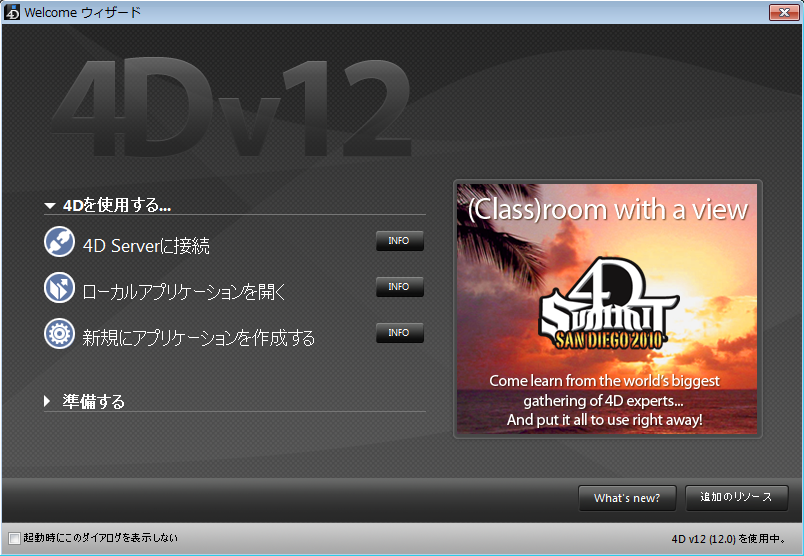 Welcome ウィザード
4Dv12
4Dを使用する...
4D Serverに接続
INFO
ローカルアプリケーションを開く
INFO
新規にアプリケーションを作成する
INFO
準備する
(Class)room with a view
4D
SUMMIT
SAN DIEGO 2010
Come learn from the world's biggest
gathering of 4D experts...
And put it all to use right away!
What's new?
追加のリソース
起動時にこのダイアログを表示しない
4D v12 (12.0) を使用中。